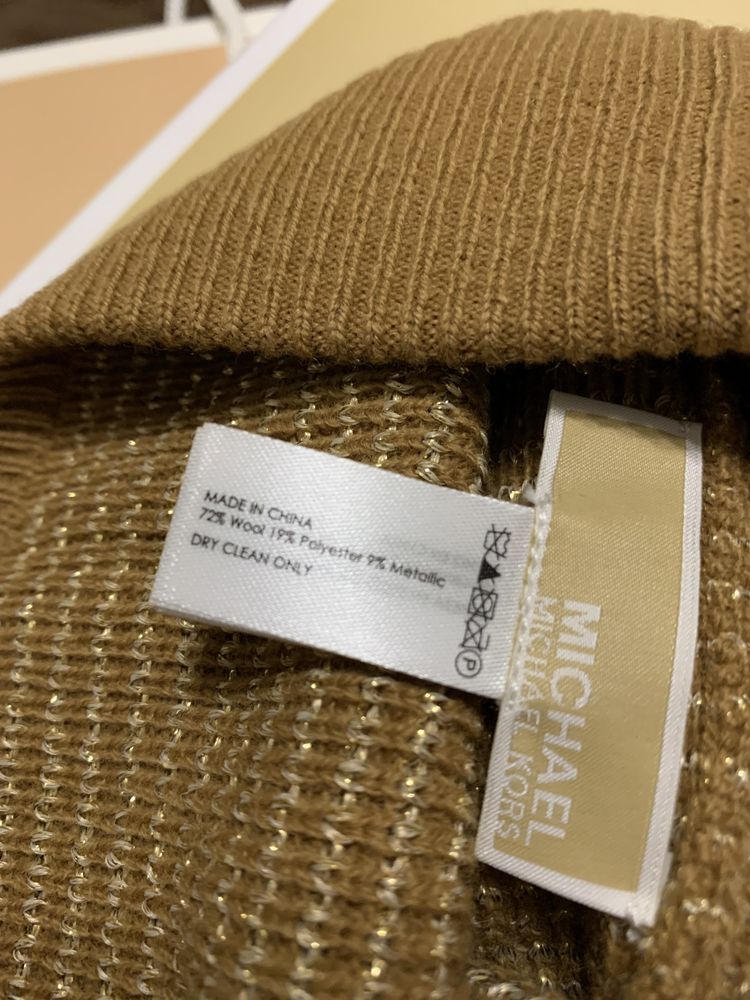 MADE IN CHINA
72% Wool 19% Polyester 9% Metallic
DRY CLEAN ONLY
P
MICHAEL
MICHAEL KORS